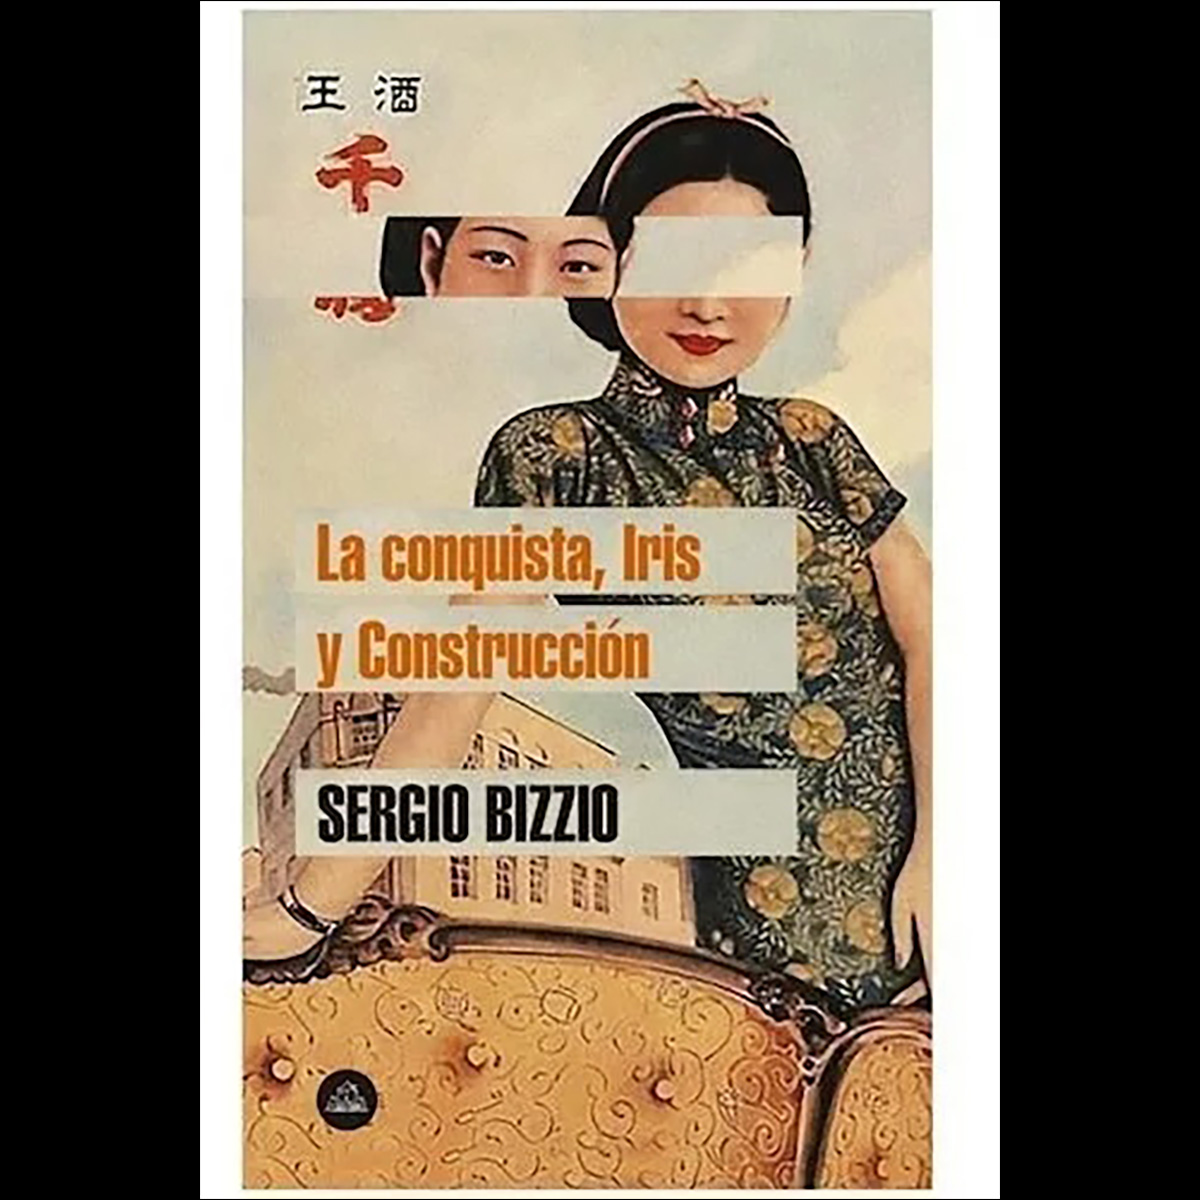 王 酒
千
La conquista, Iris
y Construcción
SERGIO BIZZIO